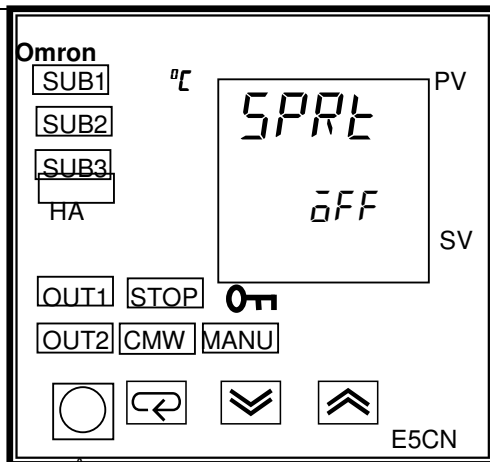 Omron
SUB1 °C PV
SUB2 SPRt
SUB3
HA oFF
SV
OUT1 STOP
OUT2 CMW MANU
E5CN